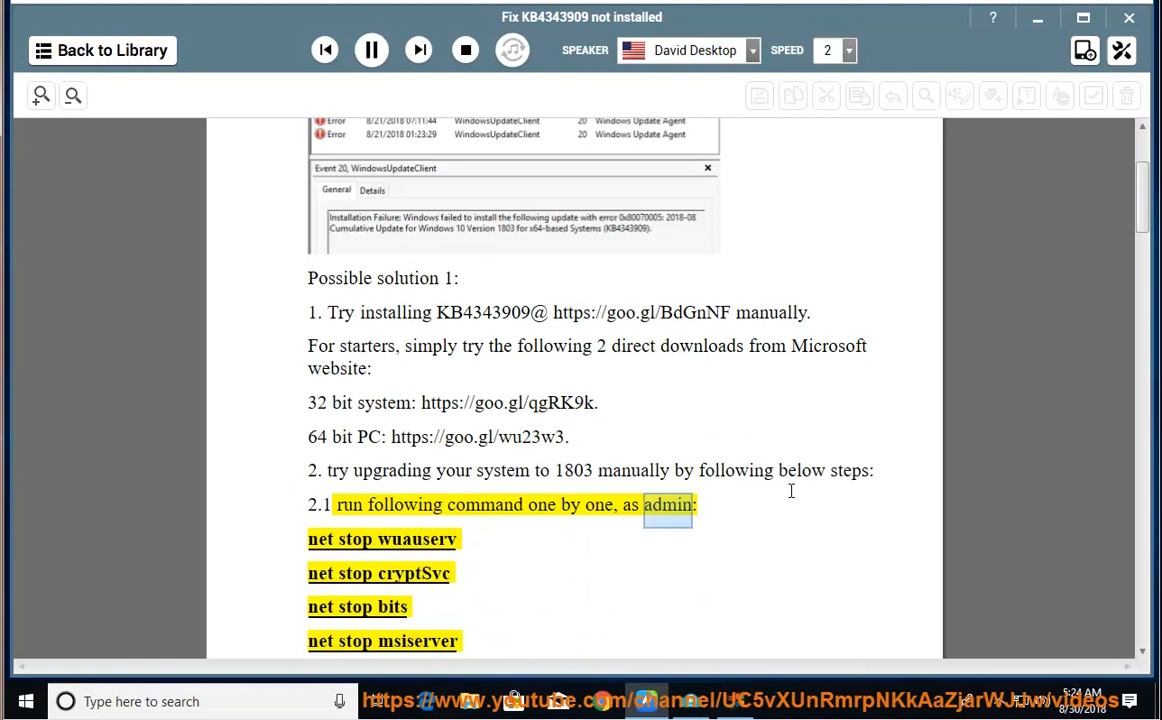 Fix KB4343909 not installed
?
Back to Library
SPEAKER
David Desktop
SPEED
2
Error 8/21/2018 07:11:44 WindowsUpdateClient 20 Windows Update Agent
Error 8/21/2018 01:23:29 WindowsUpdateClient 20 Windows Update Agent
Event 20, WindowsUpdateClient
General Details
Installation Failure: Windows failed to install the following update with error 0x80070005: 2018-08
Cumulative Update for Windows 10 Version 1803 for x64-based Systems (KB4343909).
Possible solution 1:
1. Try installing KB4343909@ https://goo.gl/BdGnNF manually.
For starters, simply try the following 2 direct downloads from Microsoft
website:
32 bit system: https://goo.gl/qgRK9k.
64 bit PC: https://goo.gl/wu23w3.
2. try upgrading your system to 1803 manually by following below steps:
2.1 run following command one by one, as admin:
net stop wuauserv
net stop cryptSvc
net stop bits
net stop msiserver
Type here to search
5:24 AM
8/30/2018